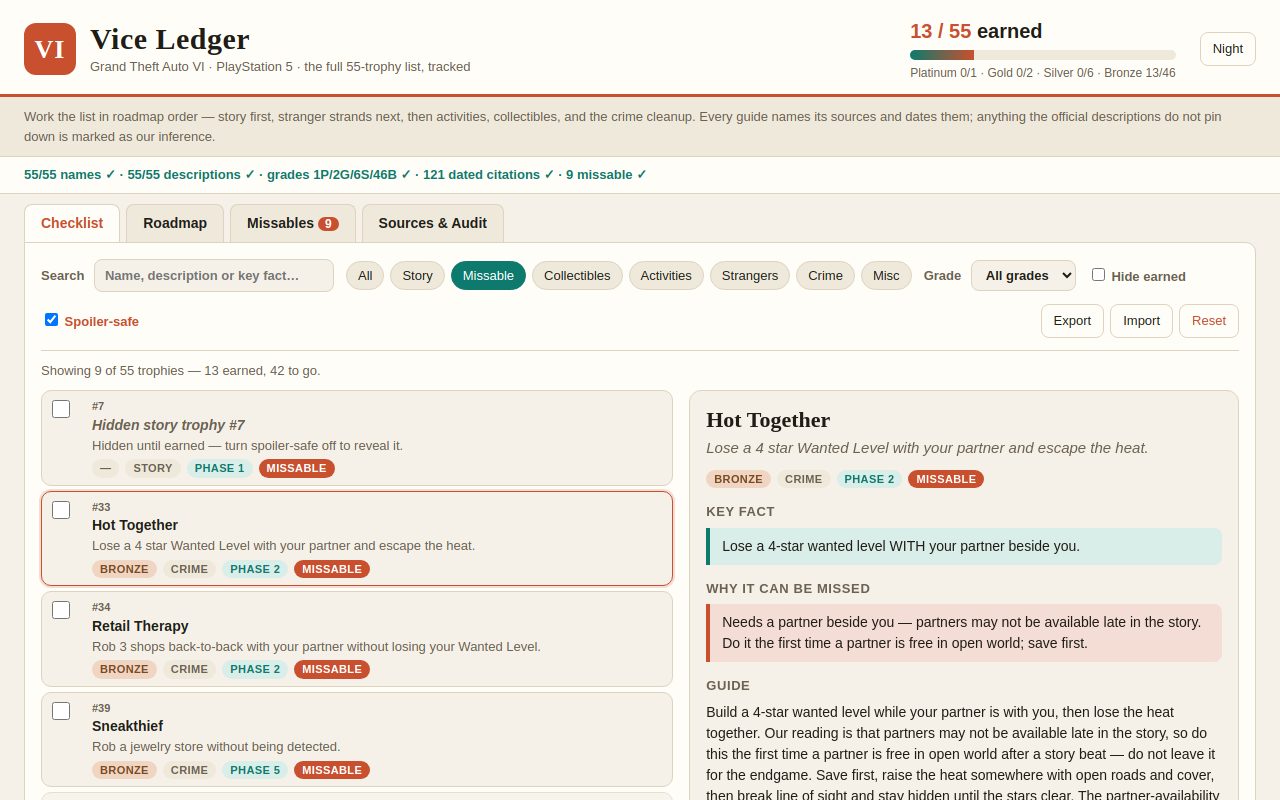 VI
Vice Ledger
Grand Theft Auto VI · PlayStation 5 · the full 55-trophy list, tracked
13 / 55 earned
Platinum 0/1 · Gold 0/2 · Silver 0/6 · Bronze 13/46
Night
Work the list in roadmap order — story first, stranger strands next, then activities, collectibles, and the crime cleanup. Every guide names its sources and dates them; anything the official descriptions do not pin
down is marked as our inference.
55/55 names ✓ · 55/55 descriptions ✓ · grades 1P/2G/6S/46B ✓ · 121 dated citations ✓ · 9 missable ✓
Checklist Roadmap Missables 9 Sources & Audit
Search Name, description or key fact… All Story Missable Collectibles Activities Strangers Crime Misc Grade All grades Hide earned
Spoiler-safe Export Import Reset
Showing 9 of 55 trophies — 13 earned, 42 to go.
#7
Hidden story trophy #7
Hidden until earned — turn spoiler-safe off to reveal it.
— STORY PHASE 1 MISSABLE
#33
Hot Together
Lose a 4 star Wanted Level with your partner and escape the heat.
BRONZE CRIME PHASE 2 MISSABLE
#34
Retail Therapy
Rob 3 shops back-to-back with your partner without losing your Wanted Level.
BRONZE CRIME PHASE 2 MISSABLE
#39
Sneakthief
Rob a jewelry store without being detected.
BRONZE CRIME PHASE 5 MISSABLE
Hot Together
Lose a 4 star Wanted Level with your partner and escape the heat.
BRONZE CRIME PHASE 2 MISSABLE
KEY FACT
Lose a 4-star wanted level WITH your partner beside you.
WHY IT CAN BE MISSED
Needs a partner beside you — partners may not be available late in the story.
Do it the first time a partner is free in open world; save first.
GUIDE
Build a 4-star wanted level while your partner is with you, then lose the heat
together. Our reading is that partners may not be available late in the story, so do
this the first time a partner is free in open world after a story beat — do not leave it
for the endgame. Save first, raise the heat somewhere with open roads and cover,
then break line of sight and stay hidden until the stars clear. The partner-availability